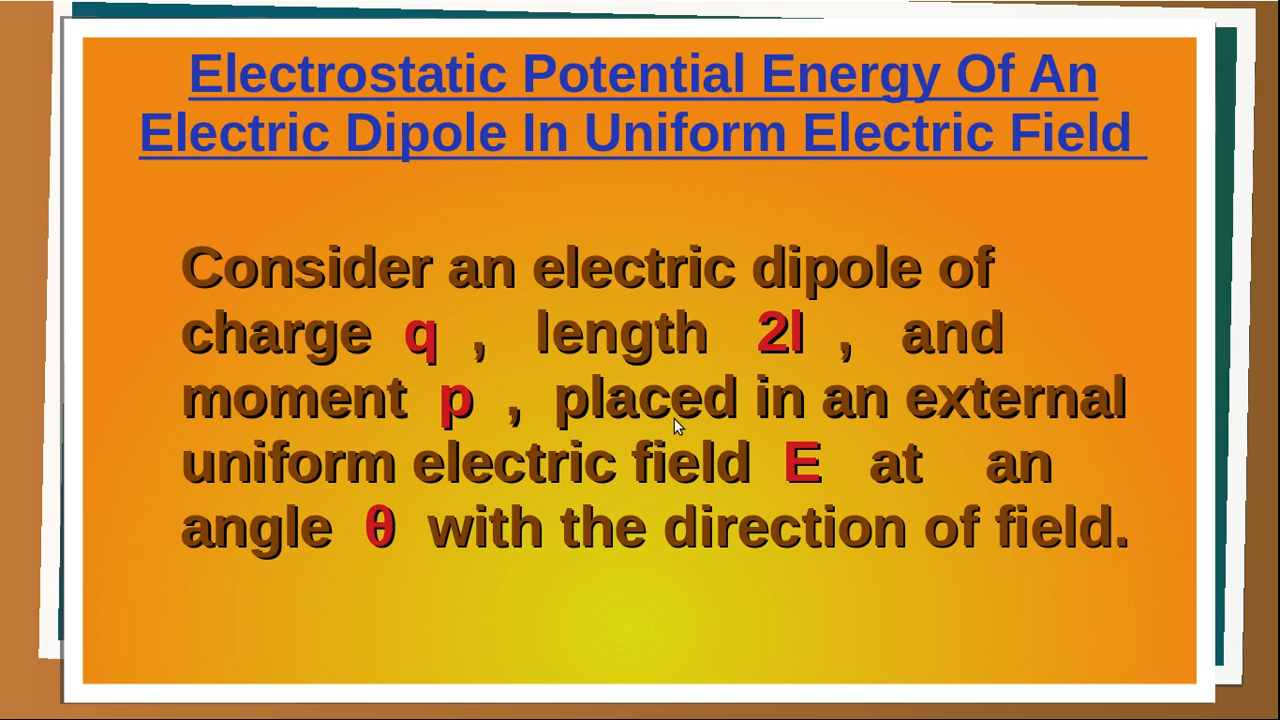 Electrostatic Potential Energy Of An
Electric Dipole In Uniform Electric Field
Consider an electric dipole of
charge q , length 2l , and
moment p , placed in an external
uniform electric field E at an
angle θ with the direction of field.